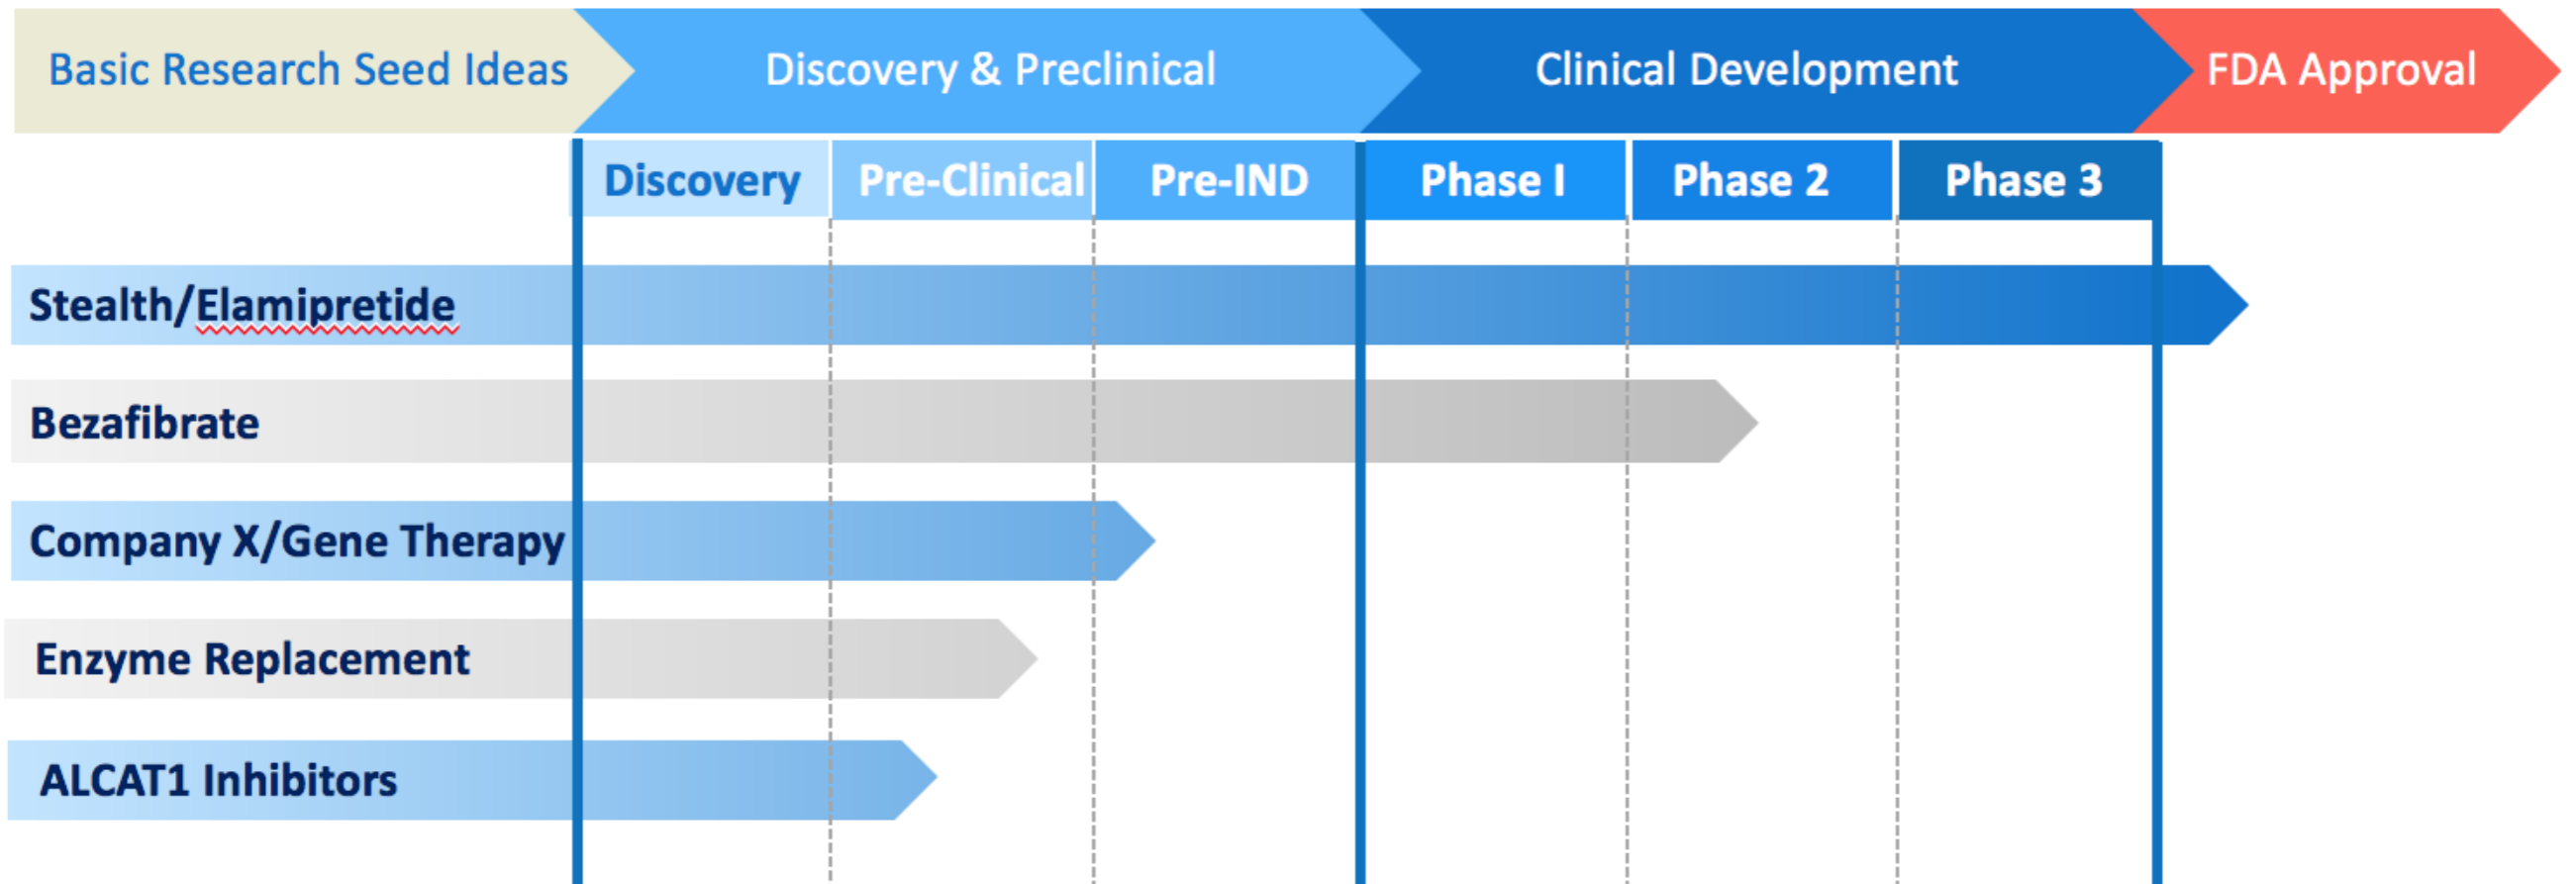 Basic Research Seed Ideas
Discovery & Preclinical
Clinical Development
FDA Approval
Discovery
Pre-Clinical
Pre-IND
Phase I
Phase 2
Phase 3
Stealth/Elamipretide
Bezafibrate
Company X/Gene Therapy
Enzyme Replacement
ALCAT1 Inhibitors